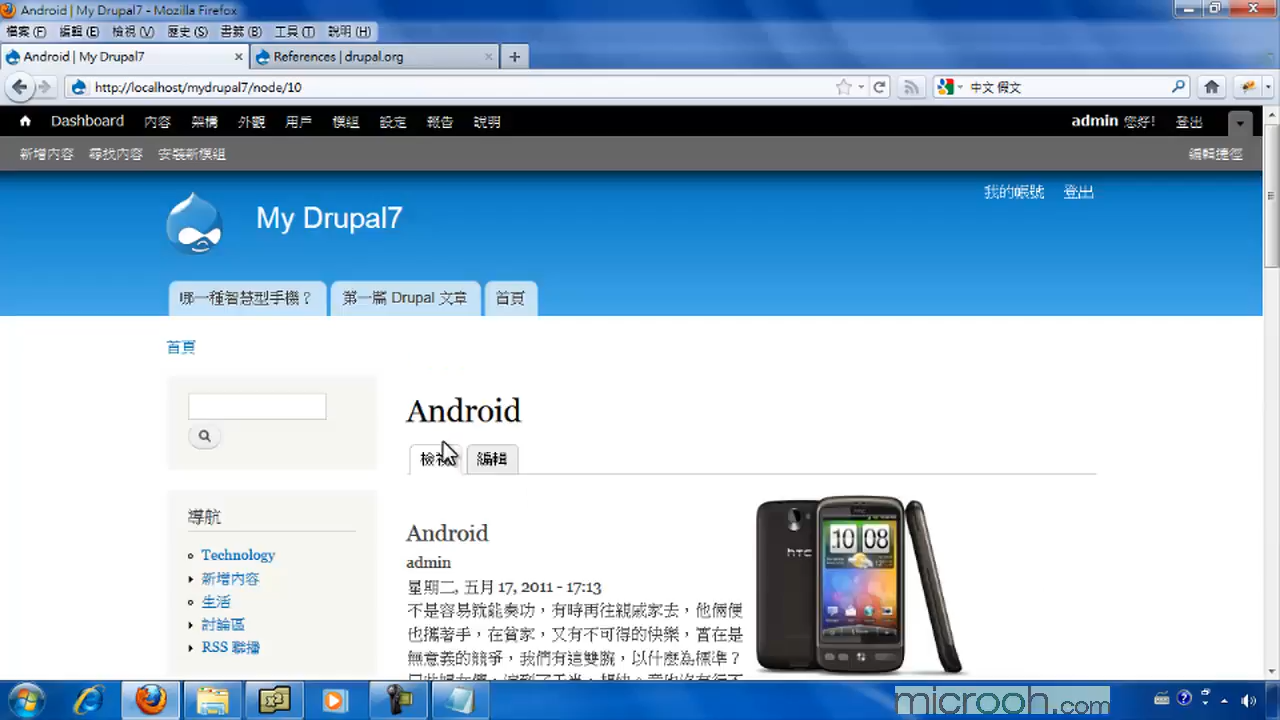 Android | My Drupal7 - Mozilla Firefox
檔案(F) 編輯(E) 檢視(V) 歷史(S) 書籤(B) 工具(T) 說明(H)
Android | My Drupal7
References | drupal.org
http://localhost/mydrupal7/node/10
中文 假文
Dashboard 內容 架構 外觀 用戶 模組 設定 報告 說明
admin 您好! 登出
新增內容 尋找內容 安裝新模組
編輯捷徑
我的帳號 登出
My Drupal7
哪一種智慧型手機? 第一篇 Drupal 文章 首頁
首頁
Android
檢視 編輯
導航
Technology
新增內容
生活
討論區
RSS 聯播
Android
admin
星期二, 五月 17, 2011 - 17:13
不是容易就能奏功,有時再往親戚家去,他倆便
也攜著手,在貧家,又有不可得的快樂,富在是
無意義的競爭,我們有這雙腕,以什麼為標準?
htc
10 08
microoh.com